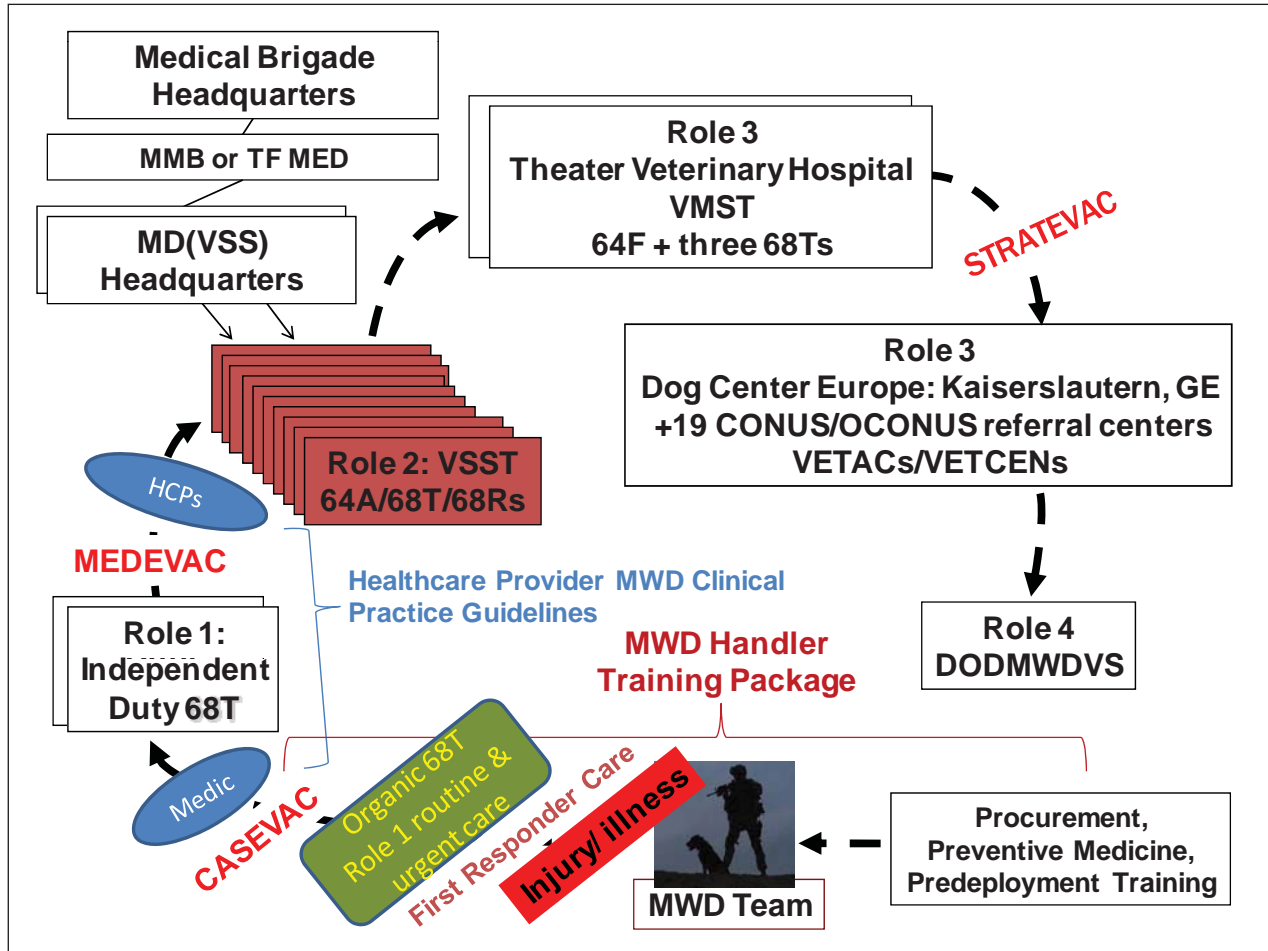 Medical Brigade
Headquarters
MMB or TF MED
MD(VSS)
Headquarters
Role 3
Theater Veterinary Hospital
VMST
64F + three 68Ts
STRATEVAC
Role 3
Dog Center Europe: Kaiserslautern, GE
+19 CONUS/OCONUS referral centers
VETACs/VETCENs
Role 4
DODMWDVS
Role 2: VSST
64A/68T/68Rs
HCPs
MEDEVAC
Healthcare Provider MWD Clinical
Practice Guidelines
Role 1:
Independent
Duty 68T
Medic
CASEVAC
MWD Handler
Training Package
Organic 68T
Role 1 routine &
urgent care
First Responder Care
Injury/ illness
MWD Team
Procurement,
Preventive Medicine,
Predeployment Training